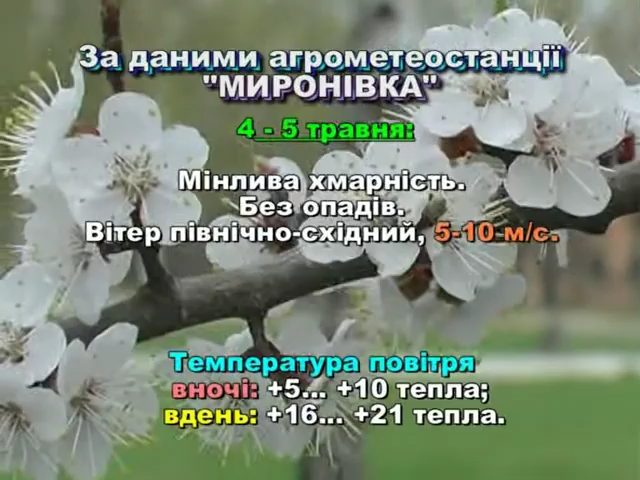 За даними агрометеостанції
"МИРОНІВКА"
4 - 5 травня:
Мінлива хмарність.
Без опадів.
Вітер північно-східний, 5-10 м/с.
Температура повітря
вночі: +5... +10 тепла;
вдень: +16... +21 тепла.